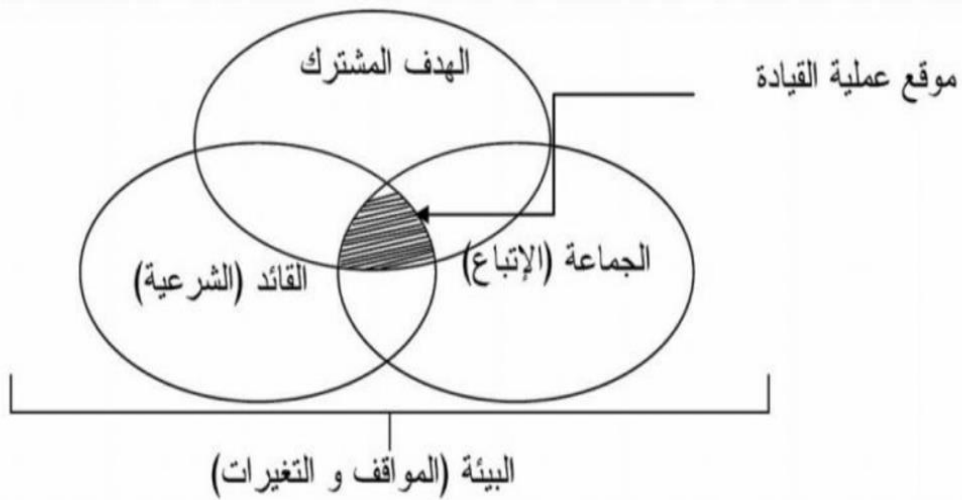 الهدف المشترك
موقع عملية القيادة
الجماعة (الإتباع)
القائد (الشرعية)
البيئة (المواقف و التغيرات)